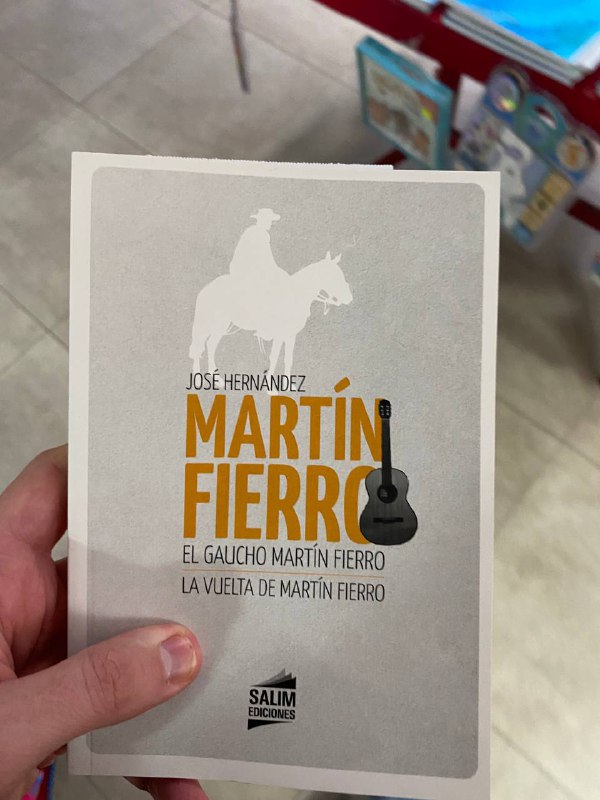 JOSÉ HERNÁNDEZ
MARTÍN
FIERRO
EL GAUCHO MARTÍN FIERRO
LA VUELTA DE MARTÍN FIERRO
SALIM
EDICIONES